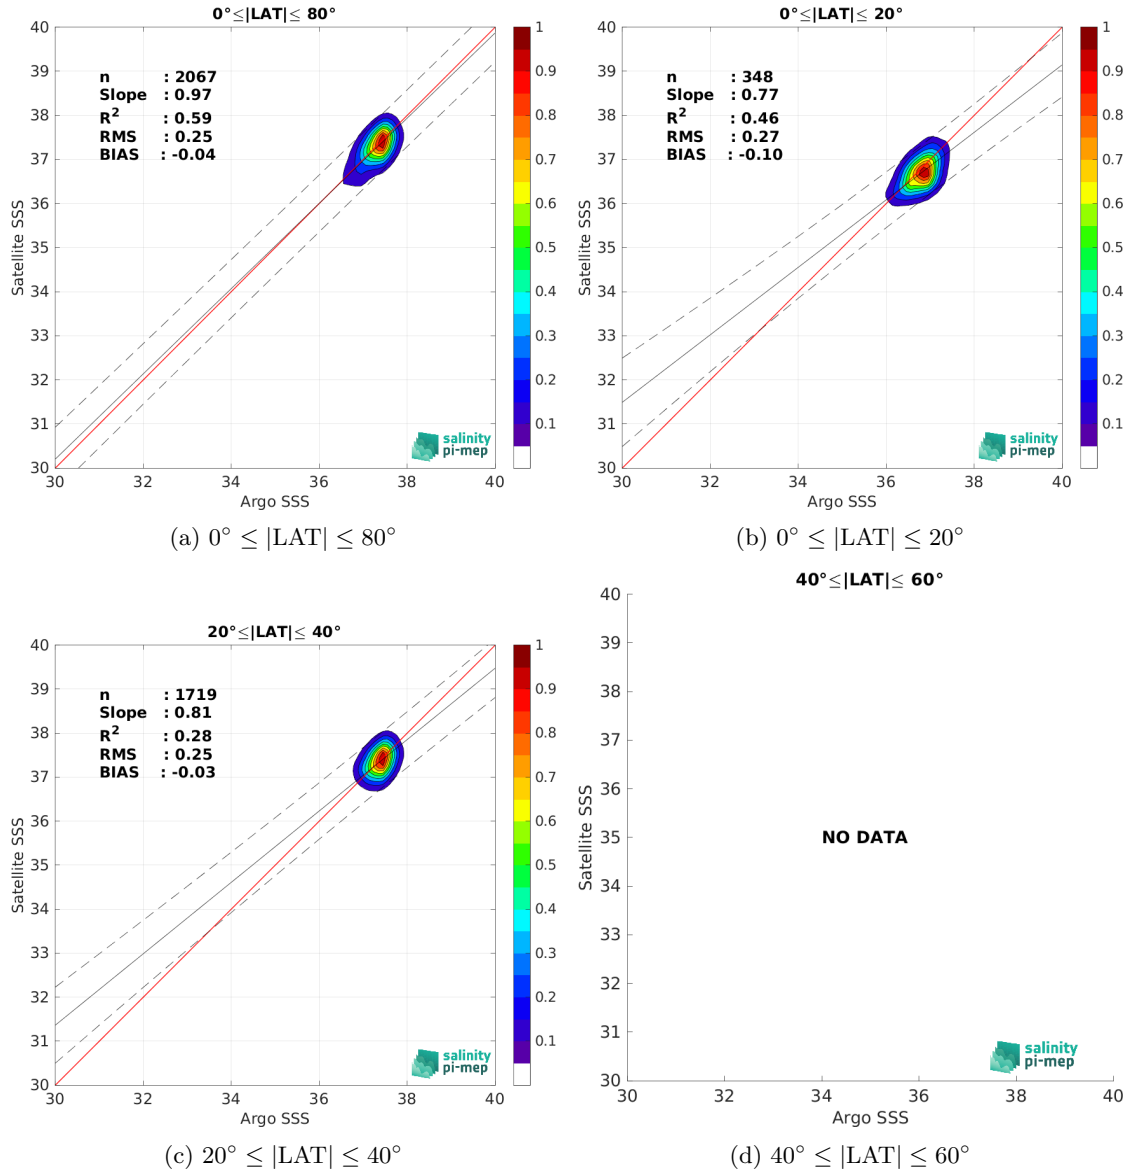 0°≤|LAT|≤ 80°
40
39
38
37
36
35
34
33
32
31
30
30
32
34
36
38
40
Satellite SSS
Argo SSS
n : 2067
Slope : 0.97
R² : 0.59
RMS : 0.25
BIAS : -0.04
salinity
pi-mep
1
0.9
0.8
0.7
0.6
0.5
0.4
0.3
0.2
0.1
(a) 0° ≤ |LAT| ≤ 80°
0°≤|LAT|≤ 20°
40
39
38
37
36
35
34
33
32
31
30
30
32
34
36
38
40
Satellite SSS
Argo SSS
n : 348
Slope : 0.77
R² : 0.46
RMS : 0.27
BIAS : -0.10
salinity
pi-mep
1
0.9
0.8
0.7
0.6
0.5
0.4
0.3
0.2
0.1
(b) 0° ≤ |LAT| ≤ 20°
20°≤|LAT|≤ 40°
40
39
38
37
36
35
34
33
32
31
30
30
32
34
36
38
40
Satellite SSS
Argo SSS
n : 1719
Slope : 0.81
R² : 0.28
RMS : 0.25
BIAS : -0.03
salinity
pi-mep
1
0.9
0.8
0.7
0.6
0.5
0.4
0.3
0.2
0.1
(c) 20° ≤ |LAT| ≤ 40°
40°≤|LAT|≤ 60°
40
39
38
37
36
35
34
33
32
31
30
30
32
34
36
38
40
Satellite SSS
Argo SSS
NO DATA
salinity
pi-mep
(d) 40° ≤ |LAT| ≤ 60°